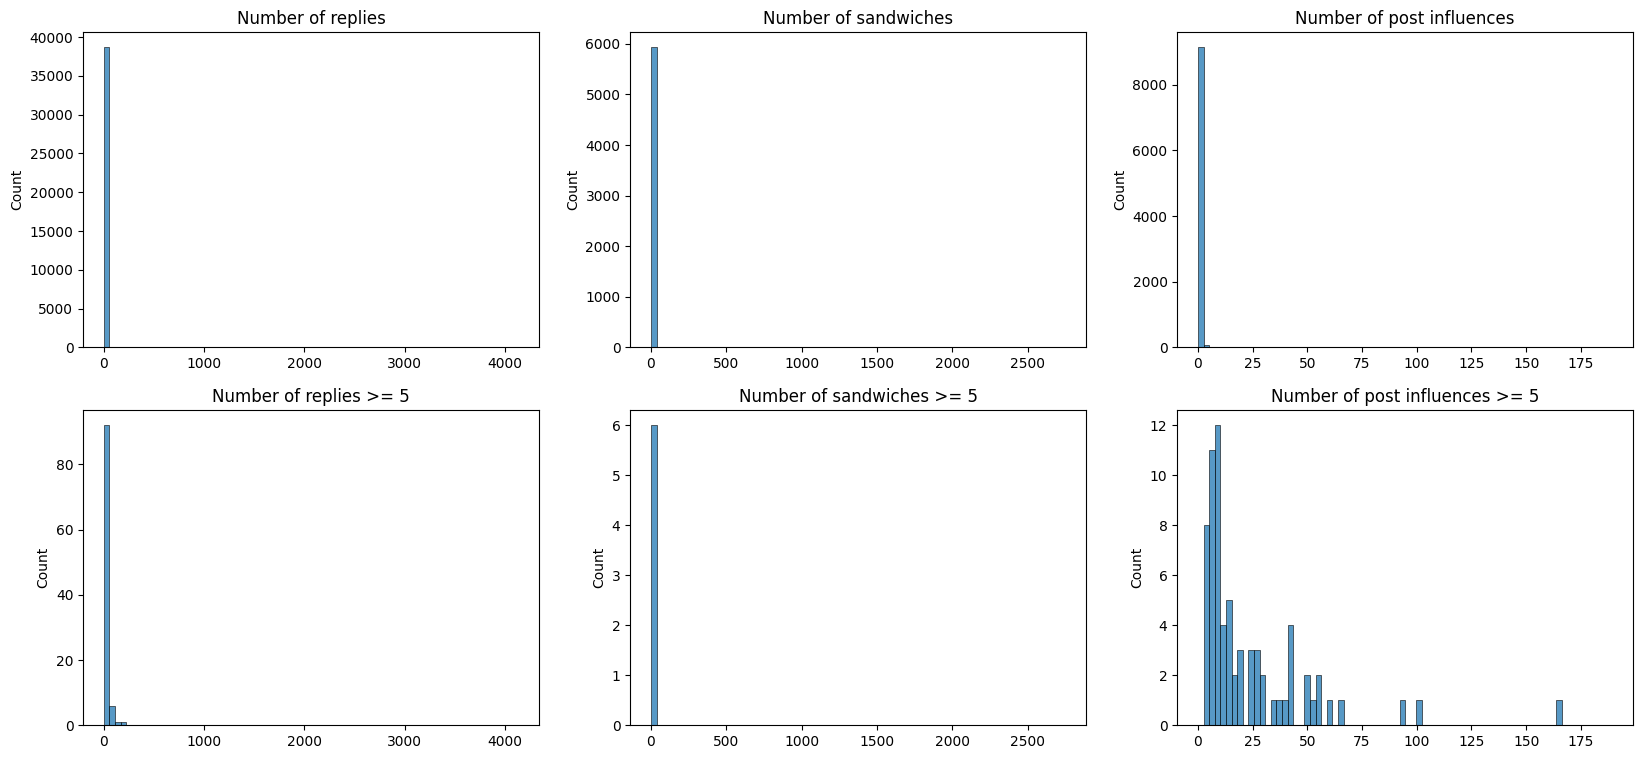 Number of replies
Number of sandwiches
Number of post influences
40000
35000
30000
25000
20000
15000
10000
5000
0
Count
0 1000 2000 3000 4000
6000
5000
4000
3000
2000
1000
0
Count
0 500 1000 1500 2000 2500
8000
6000
4000
2000
0
Count
0 25 50 75 100 125 150 175
Number of replies >= 5
Number of sandwiches >= 5
Number of post influences >= 5
80
60
40
20
0
Count
0 1000 2000 3000 4000
6
5
4
3
2
1
0
Count
0 500 1000 1500 2000 2500
12
10
8
6
4
2
0
Count
0 25 50 75 100 125 150 175